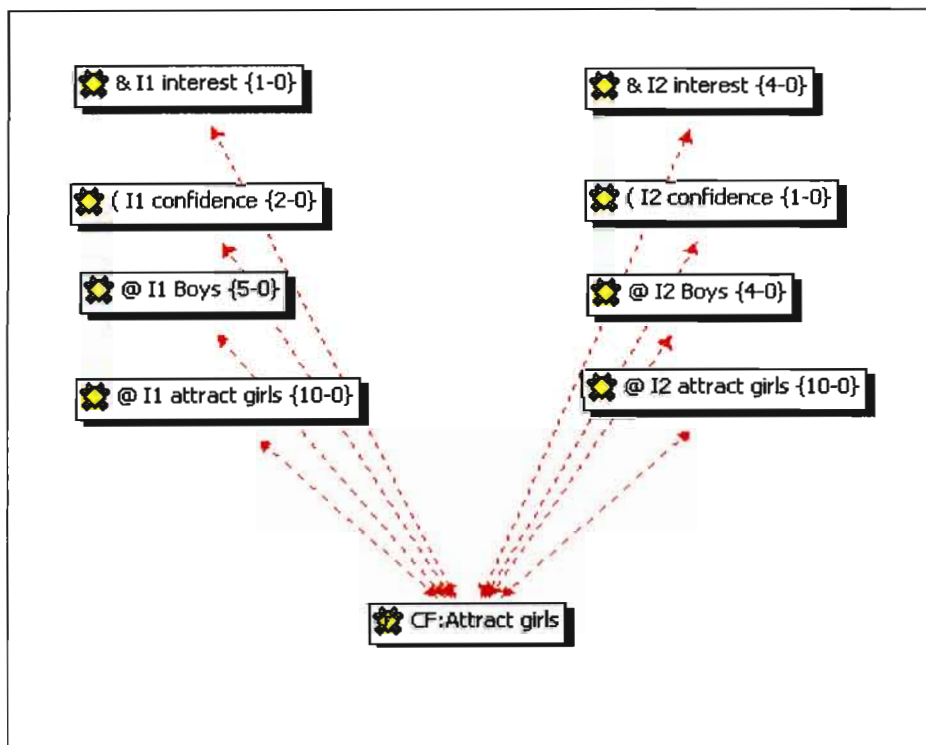 & I1 interest {1-0}
& I2 interest {4-0}
( I1 confidence {2-0}
( I2 confidence {1-0}
@ I1 Boys {5-0}
@ I2 Boys {4-0}
@ I1 attract girls {10-0}
@ I2 attract girls {10-0}
CF:Attract girls